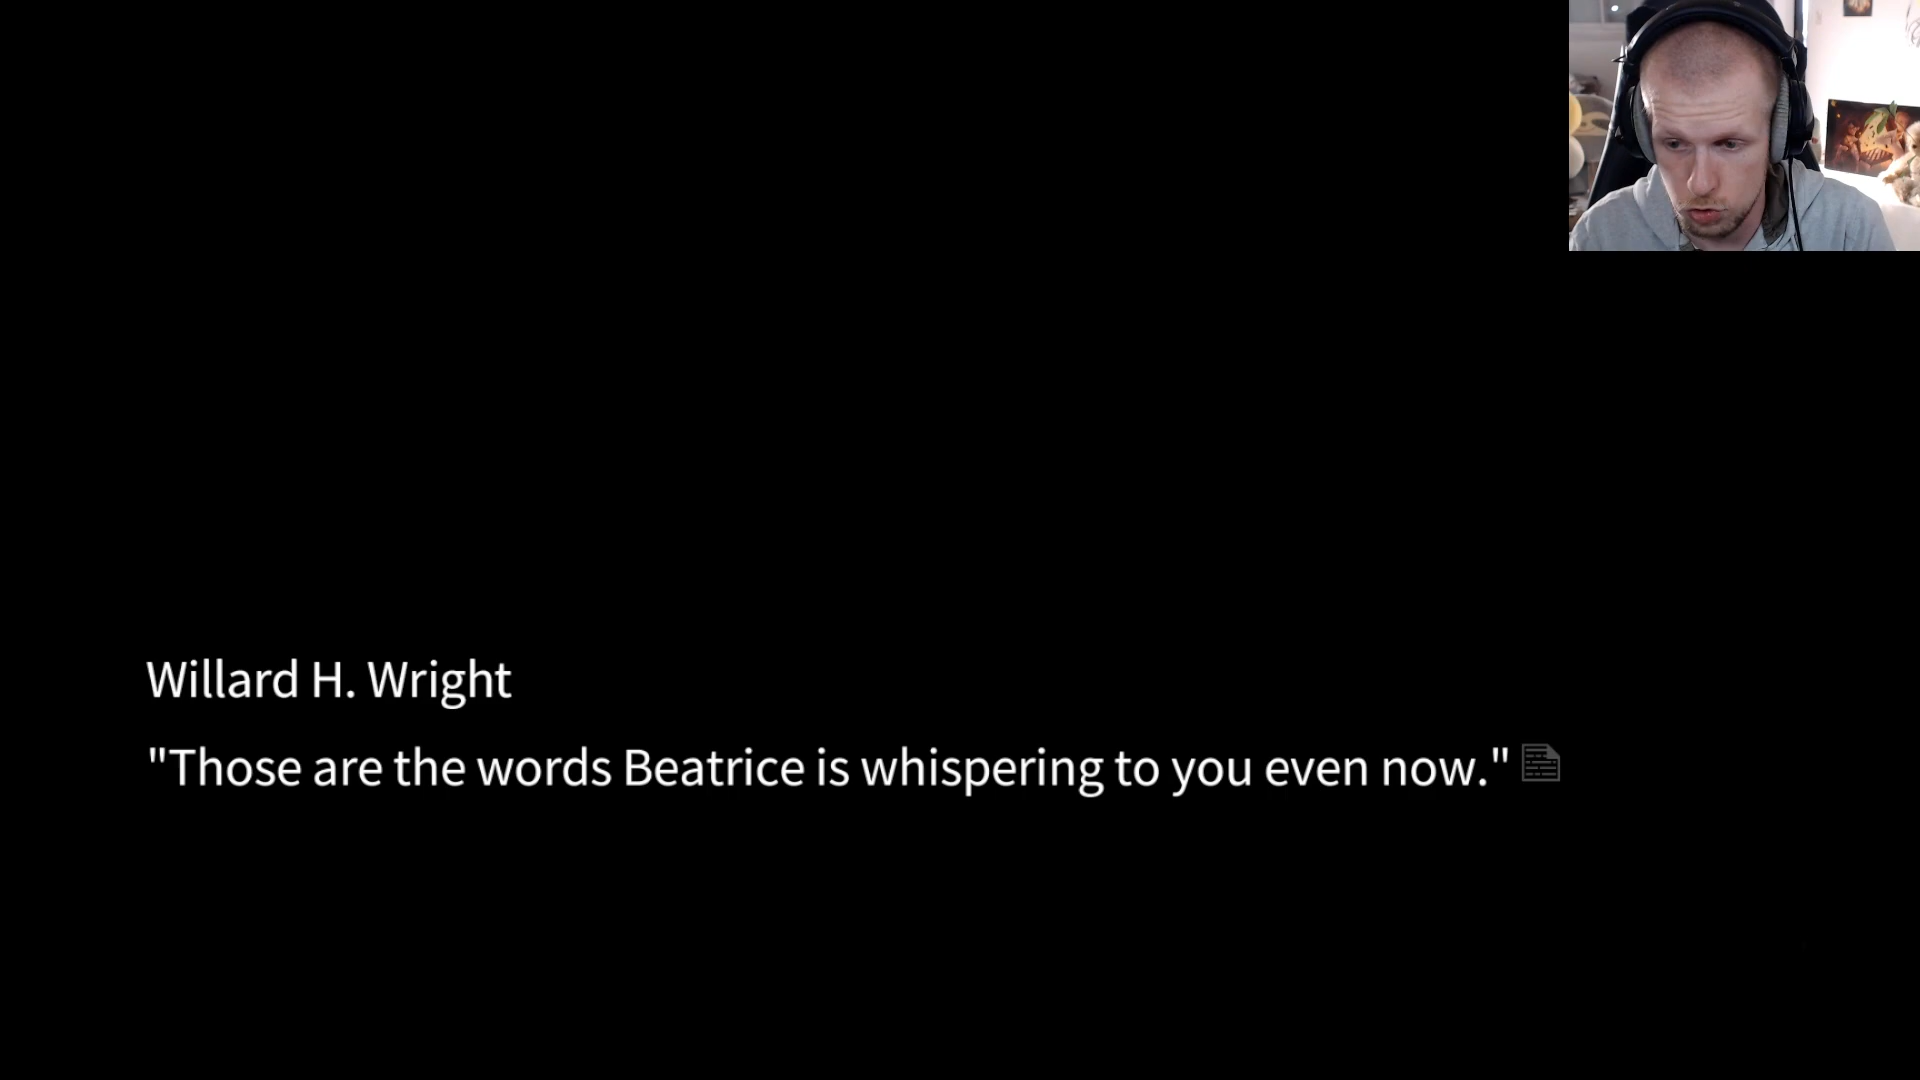 Willard H. Wright
"Those are the words Beatrice is whispering to you even now."